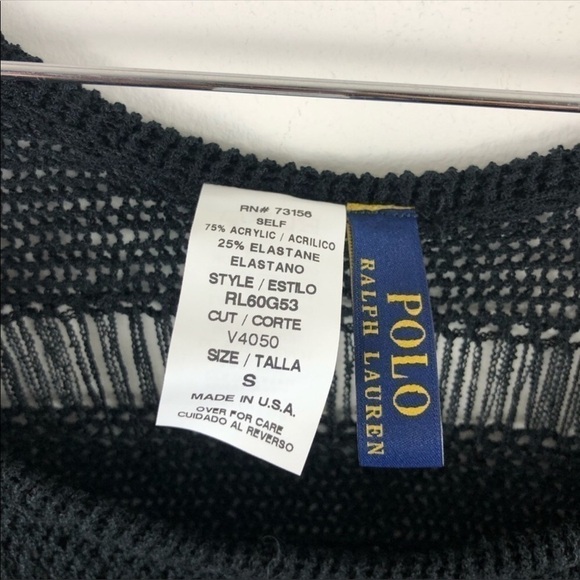 RN# 73156
SELF
75% ACRYLIC / ACRILICO
25% ELASTANE
ELASTANO
STYLE / ESTILO
RL60G53
CUT / CORTE
V4050
SIZE / TALLA
S
MADE IN U.S.A.
OVER FOR CARE
CUIDADO AL REVERSO
POLO
RALPH LAUREN